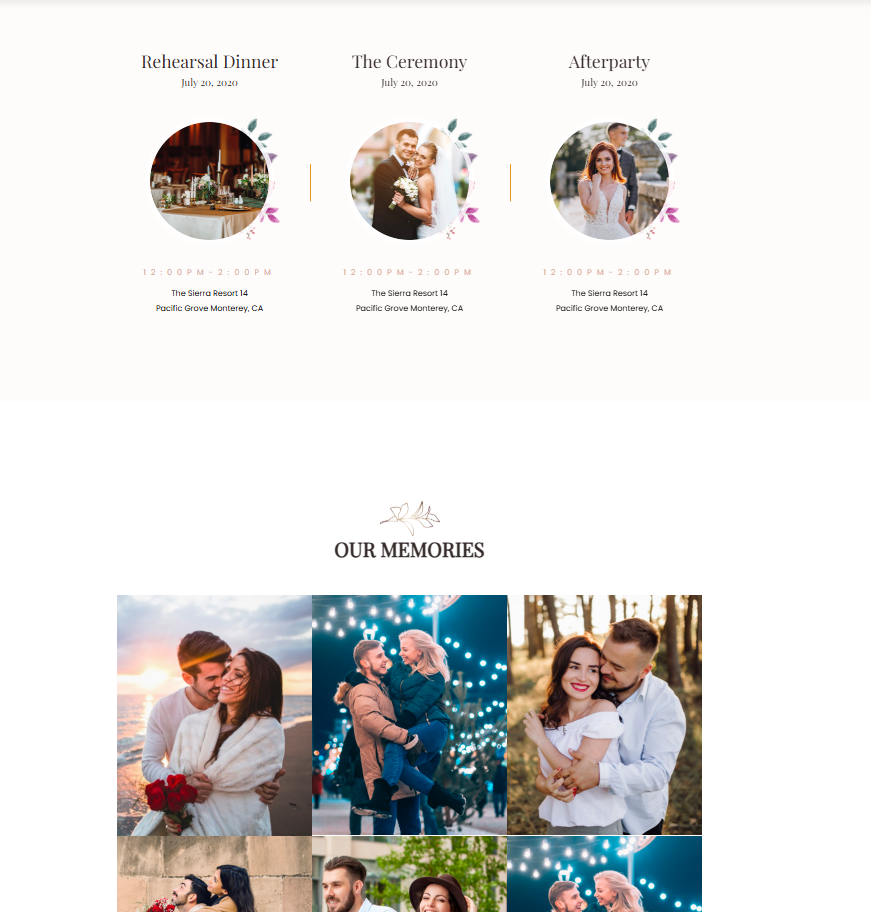 Rehearsal Dinner
July 20, 2020
The Ceremony
July 20, 2020
Afterparty
July 20, 2020
12:00PM-2:00PM
The Sierra Resort 14
Pacific Grove Monterey, CA
12:00PM-2:00PM
The Sierra Resort 14
Pacific Grove Monterey, CA
12:00PM-2:00PM
The Sierra Resort 14
Pacific Grove Monterey, CA
OUR MEMORIES